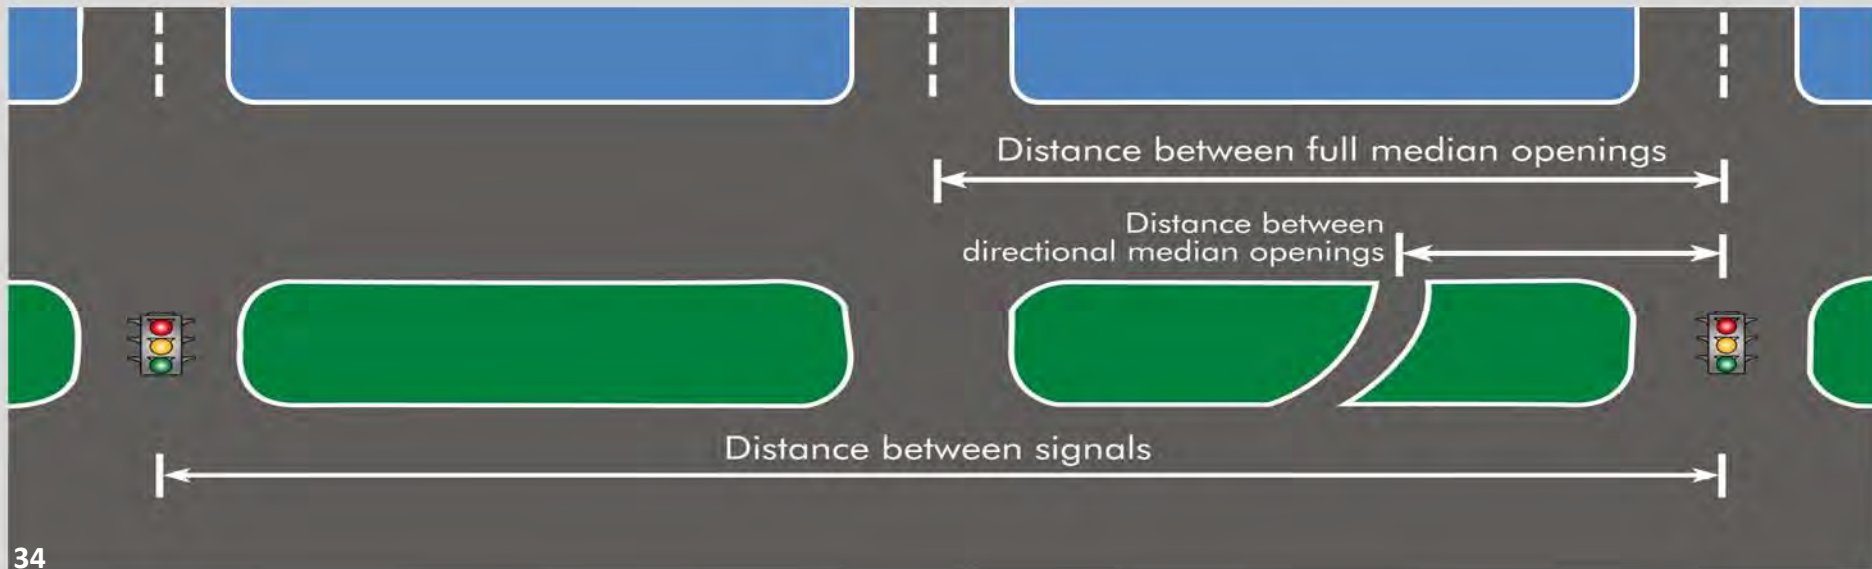 Distance between full median openings
Distance between
directional median openings
Distance between signals
34